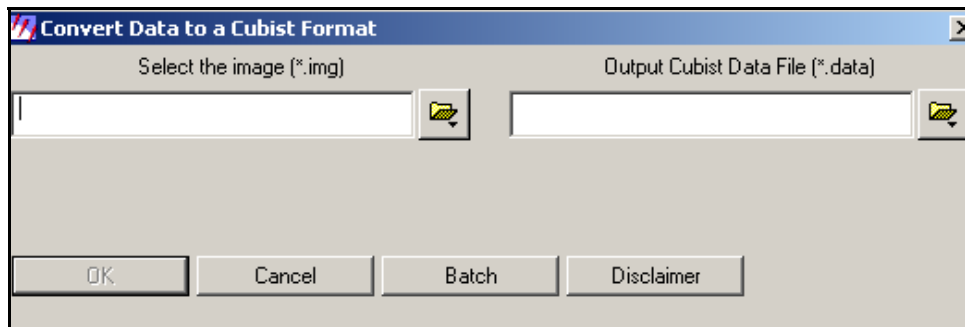 Convert Data to a Cubist Format
Select the image (*.img)
Output Cubist Data File (*.data)
OK
Cancel
Batch
Disclaimer